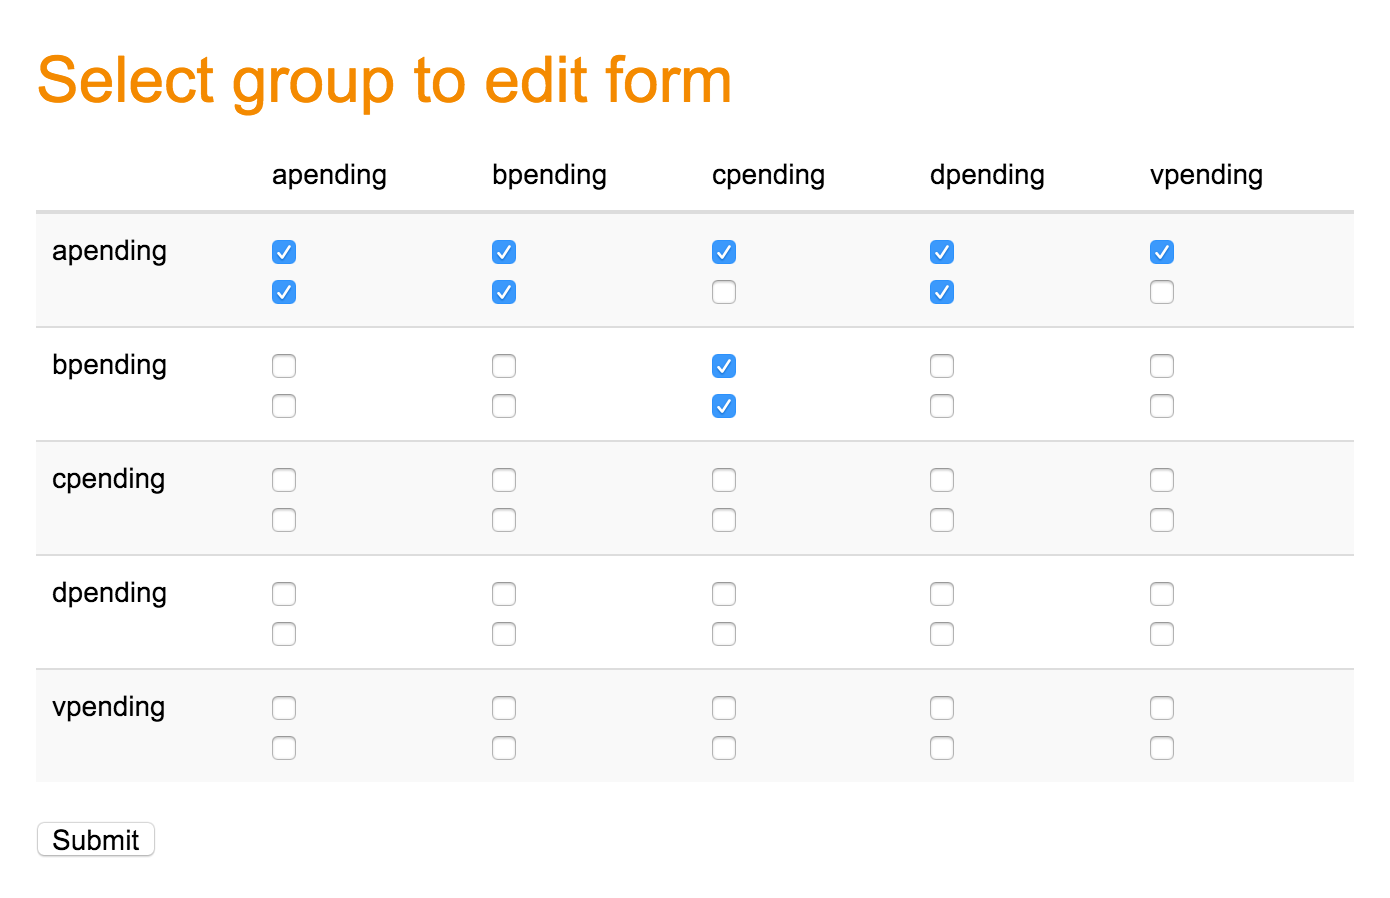 Select group to edit form
apending bpending cpending dpending vpending
apending
bpending
cpending
dpending
vpending
Submit